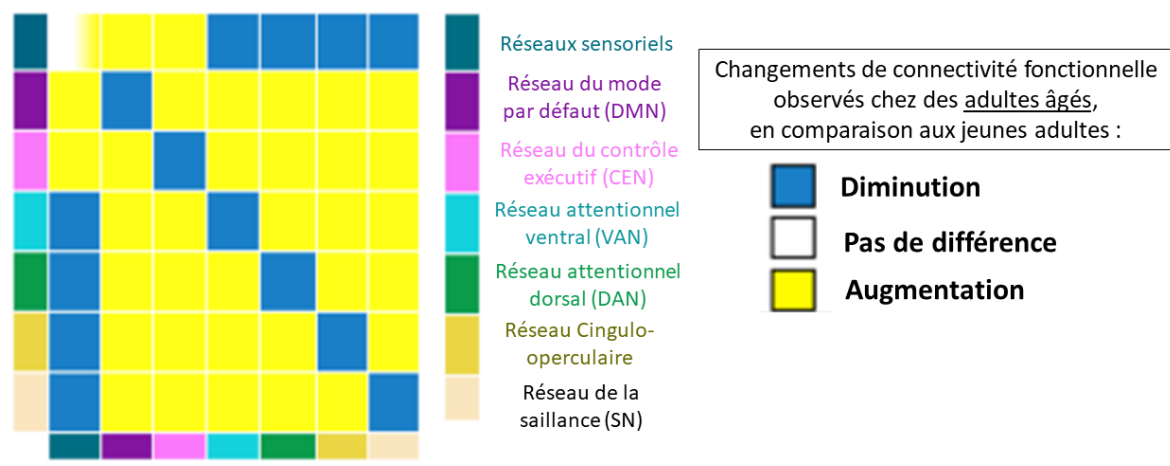 Réseaux sensoriels
Réseau du mode
par défaut (DMN)
Réseau du contrôle
exécutif (CEN)
Réseau attentionnel
ventral (VAN)
Réseau attentionnel
dorsal (DAN)
Réseau Cingulo-
operculaire
Réseau de la
saillance (SN)
Changements de connectivité fonctionnelle
observés chez des adultes âgés,
en comparaison aux jeunes adultes :
Diminution
Pas de différence
Augmentation